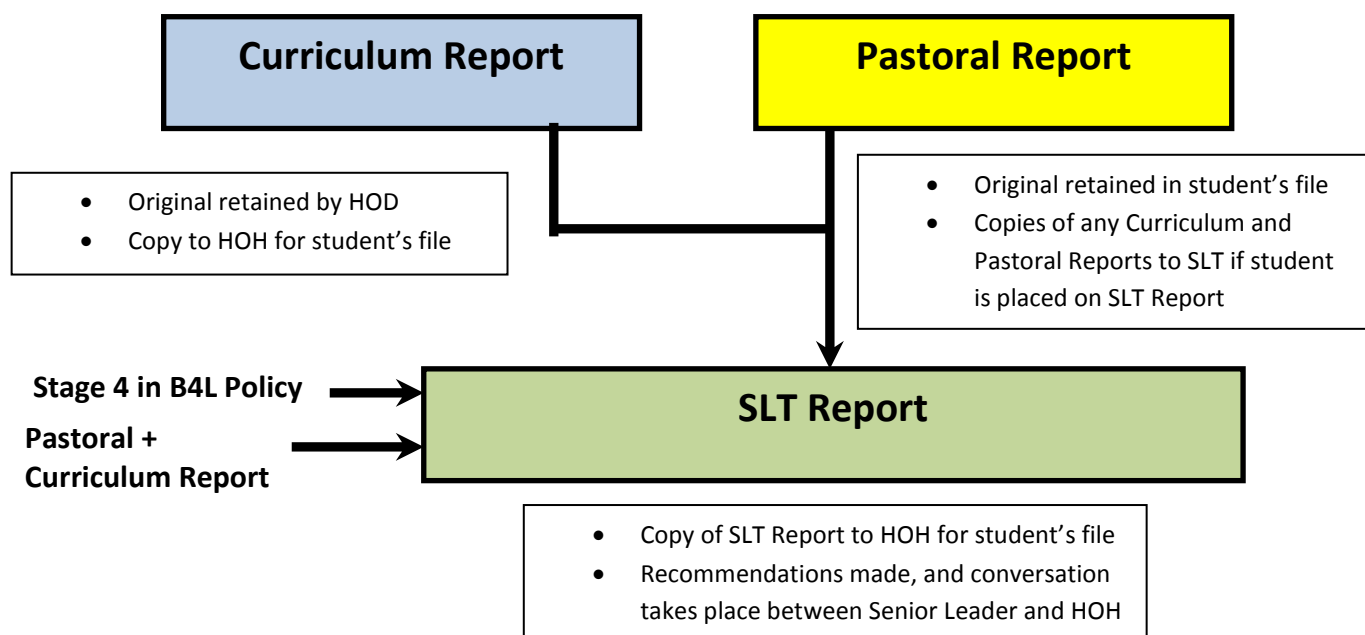 Curriculum Report
Pastoral Report
• Original retained by HOD
• Copy to HOH for student’s file
• Original retained in student’s file
• Copies of any Curriculum and
Pastoral Reports to SLT if student
is placed on SLT Report
Stage 4 in B4L Policy
Pastoral +
Curriculum Report
SLT Report
• Copy of SLT Report to HOH for student’s file
• Recommendations made, and conversation
takes place between Senior Leader and HOH